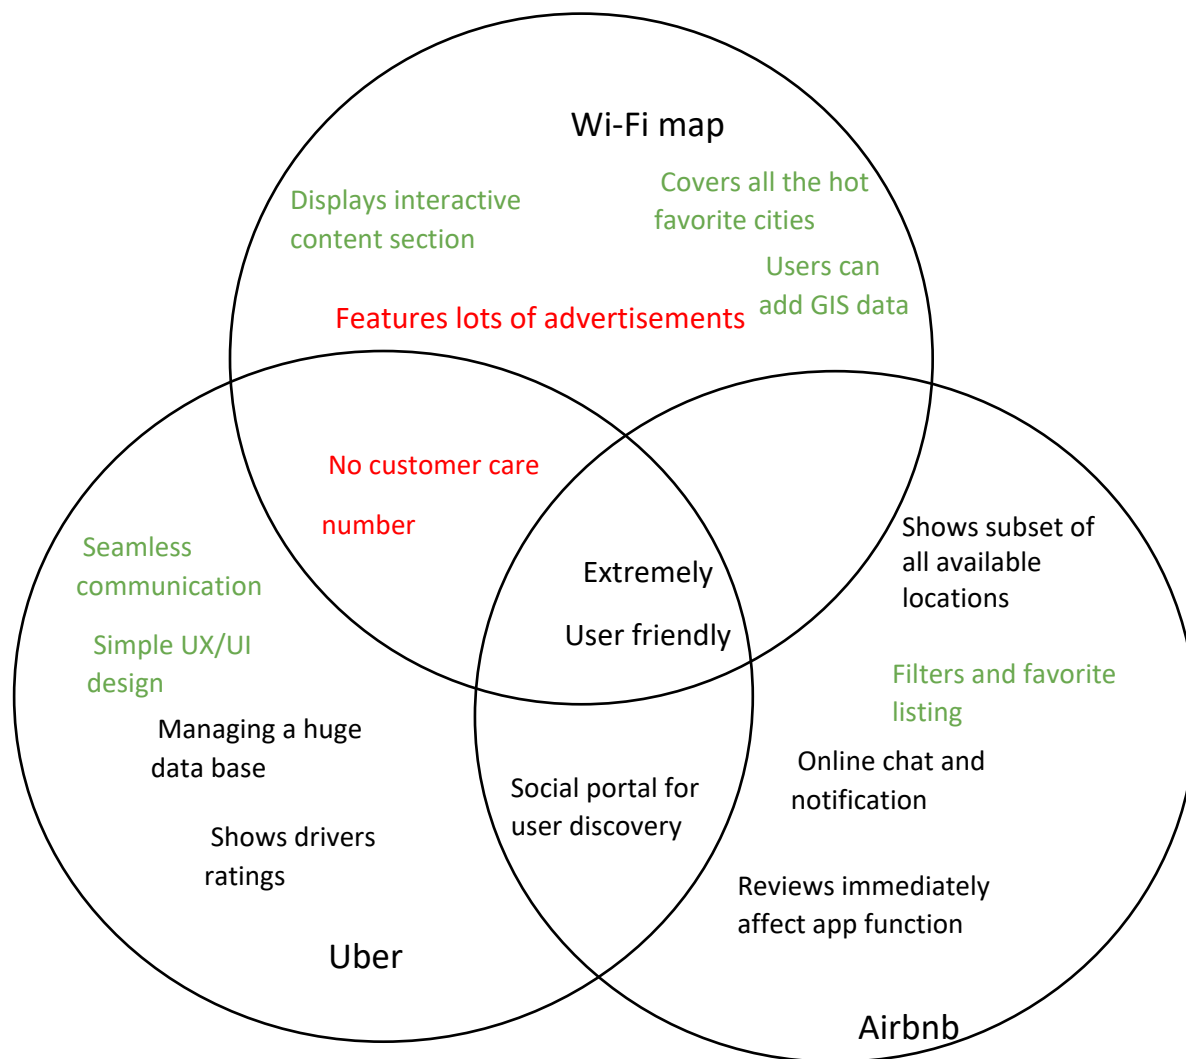 Wi-Fi map
Displays interactive
content section
Covers all the hot
favorite cities
Users can
add GIS data
Features lots of advertisements
No customer care
number
Seamless
communication
Simple UX/UI
design
Managing a huge
data base
Shows drivers
ratings
Uber
Extremely
User friendly
Social portal for
user discovery
Shows subset of
all available
locations
Filters and favorite
listing
Online chat and
notification
Reviews immediately
affect app function
Airbnb